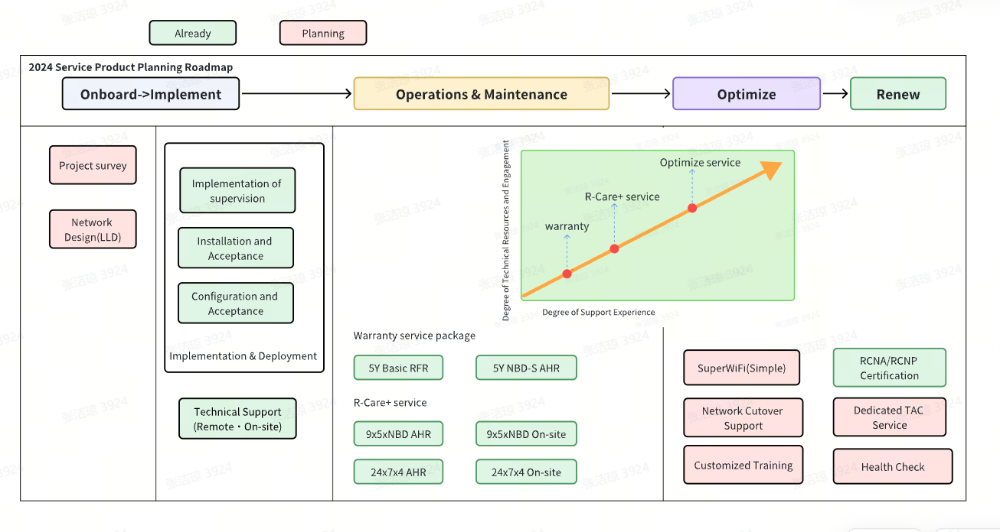 Already
Planning
2024 Service Product Planning Roadmap
Onboard->Implement
Operations & Maintenance
Optimize
Renew
Project survey
Network
Design(LLD)
Implementation of
supervision
Installation and
Acceptance
Configuration and
Acceptance
Implementation & Deployment
Technical Support
(Remote・On-site)
Degree of Technical Resources and Engagement
Optimize service
R-Care+ service
warranty
Degree of Support Experience
Warranty service package
5Y Basic RFR
5Y NBD-S AHR
R-Care+ service
9x5xNBD AHR
9x5xNBD On-site
24x7x4 AHR
24x7x4 On-site
SuperWiFi(Simple)
RCNA/RCNP
Certification
Network Cutover
Support
Dedicated TAC
Service
Customized Training
Health Check
张洁琼 3924